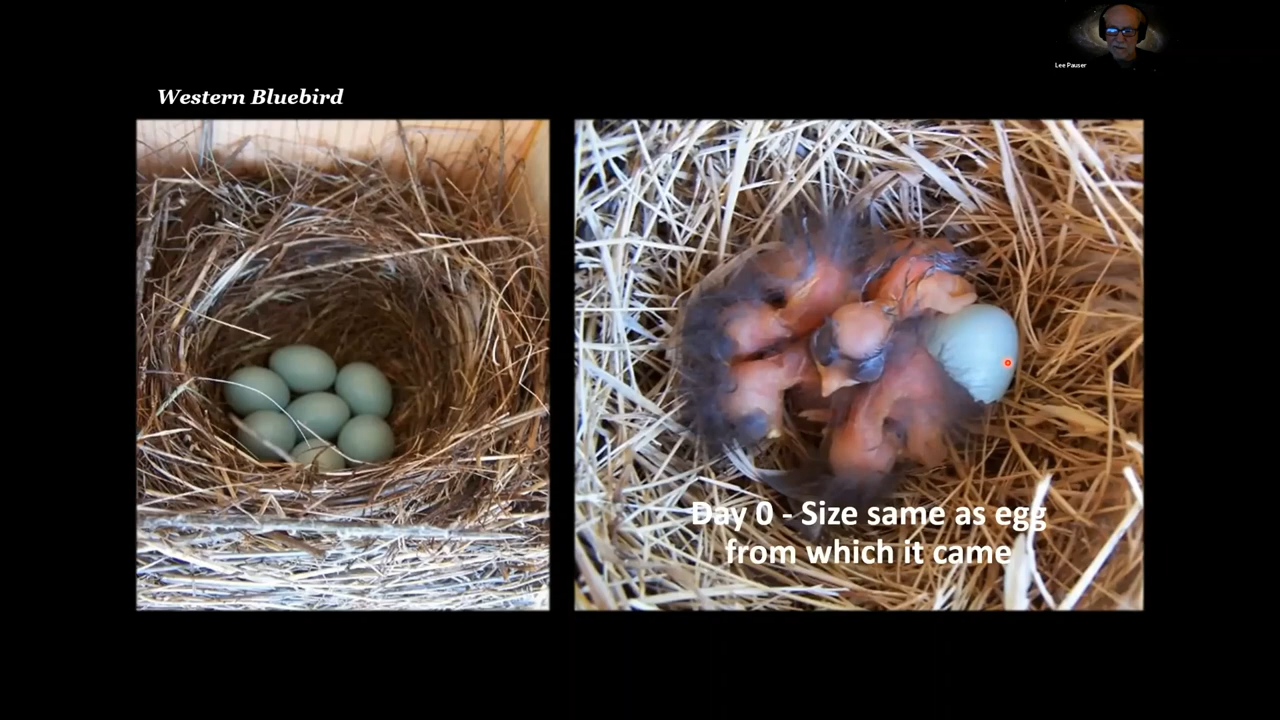 Lee Pauser
Western Bluebird
Day 0 - Size same as egg
from which it came